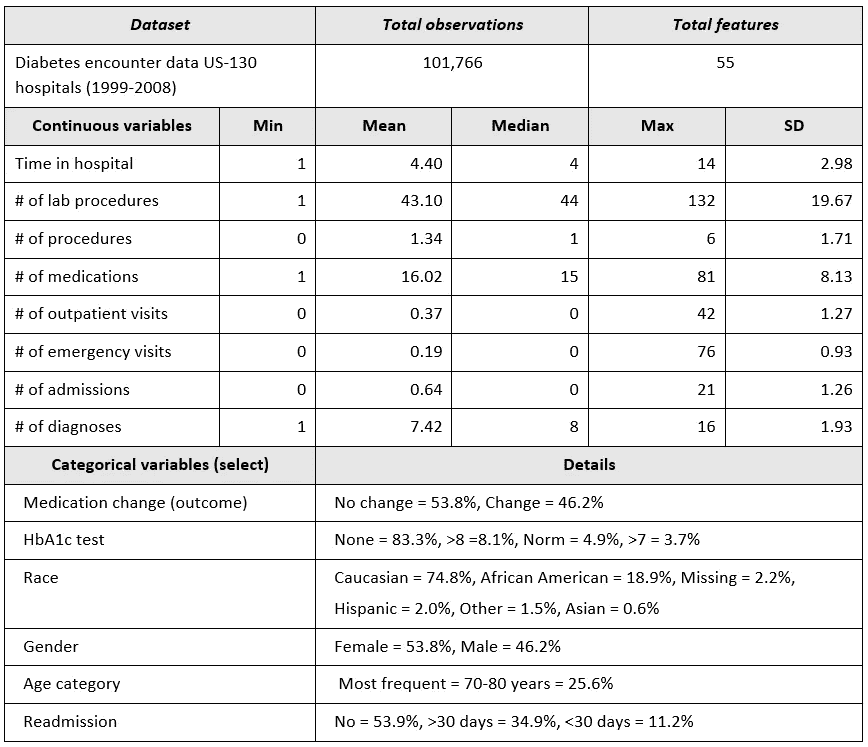 Dataset Total observations Total features
Diabetes encounter data US-130 101,766 55
hospitals (1999-2008)
Continuous variables Min Mean Median Max SD
Time in hospital 1 4.40 4 14 2.98
# of lab procedures 1 43.10 44 132 19.67
# of procedures 0 1.34 1 6 1.71
# of medications 1 16.02 15 81 8.13
# of outpatient visits 0 0.37 0 42 1.27
# of emergency visits 0 0.19 0 76 0.93
# of admissions 0 0.64 0 21 1.26
# of diagnoses 1 7.42 8 16 1.93
Categorical variables (select) Details
Medication change (outcome) No change = 53.8%, Change = 46.2%
HbA1c test None = 83.3%, >8 =8.1%, Norm = 4.9%, >7 = 3.7%
Race Caucasian = 74.8%, African American = 18.9%, Missing = 2.2%,
Hispanic = 2.0%, Other = 1.5%, Asian = 0.6%
Gender Female = 53.8%, Male = 46.2%
Age category Most frequent = 70-80 years = 25.6%
Readmission No = 53.9%, >30 days = 34.9%, <30 days = 11.2%